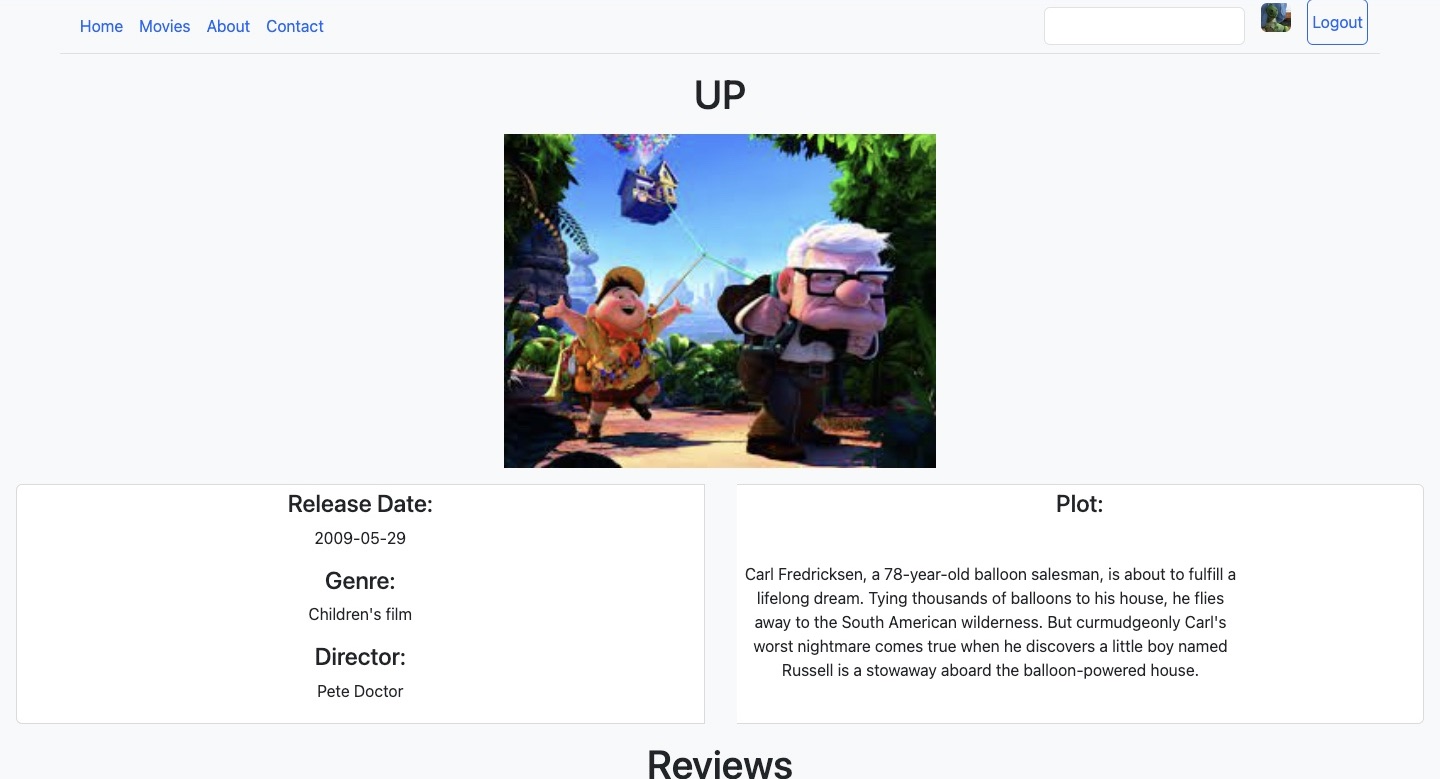 Home Movies About Contact Logout
UP
Release Date:
2009-05-29
Genre:
Children's film
Director:
Pete Doctor
Plot:
Carl Fredricksen, a 78-year-old balloon salesman, is about to fulfill a
lifelong dream. Tying thousands of balloons to his house, he flies
away to the South American wilderness. But curmudgeonly Carl's
worst nightmare comes true when he discovers a little boy named
Russell is a stowaway aboard the balloon-powered house.
Reviews